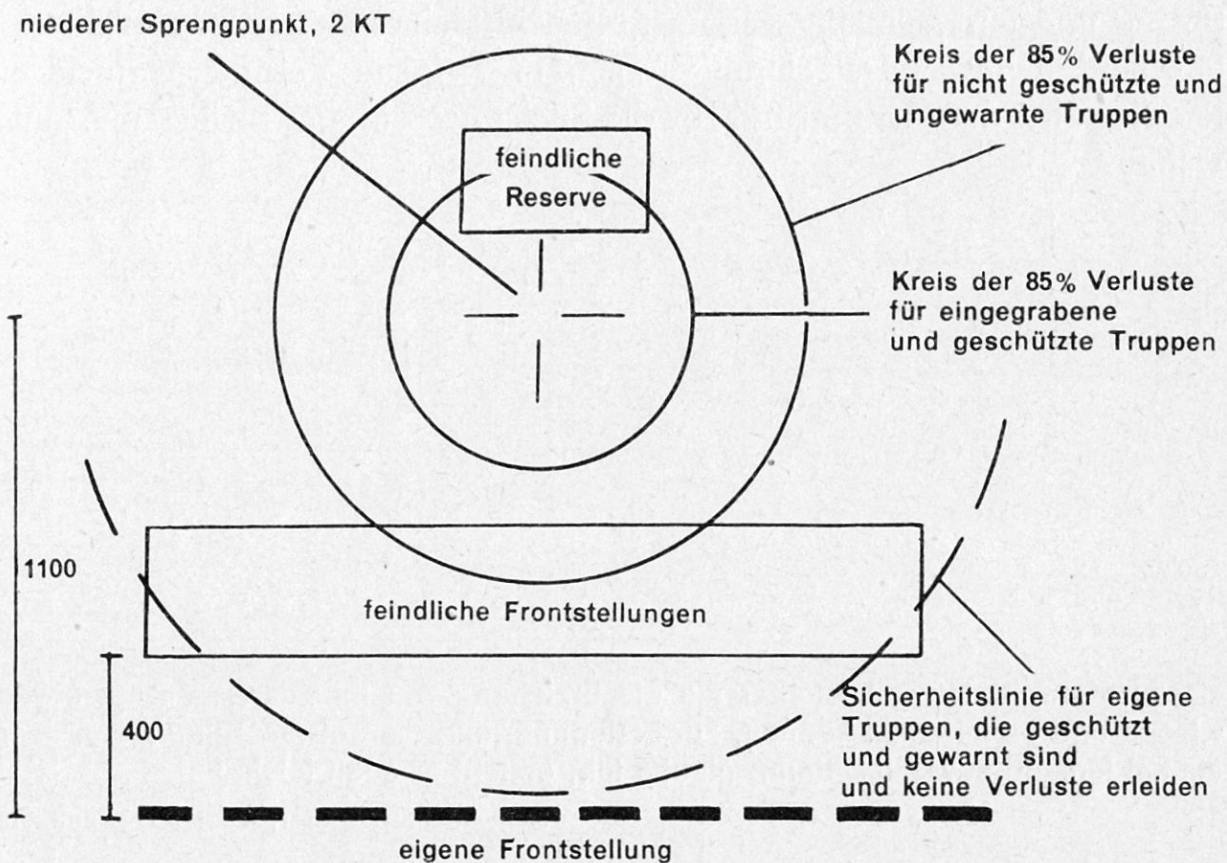 niederer Sprengpunkt, 2 KT
Kreis der 85% Verluste
für nicht geschützte und
ungewarnte Truppen
feindliche
Reserve
Kreis der 85% Verluste
für eingegrabene
und geschützte Truppen
1100
feindliche Frontstellungen
400
Sicherheitslinie für eigene
Truppen, die geschützt
und gewarnt sind
und keine Verluste erleiden
eigene Frontstellung